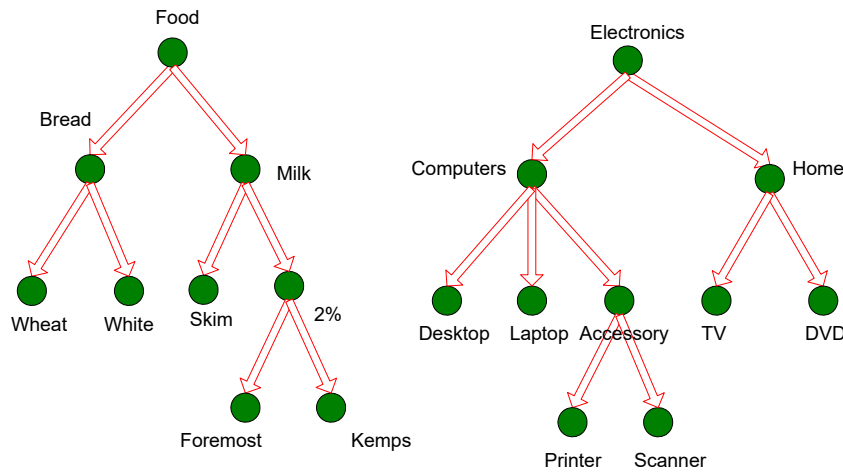 Food
Electronics
Bread
Milk
Computers
Home
Wheat
White
Skim
2%
Desktop
Laptop
Accessory
TV
DVD
Foremost
Kemps
Printer
Scanner